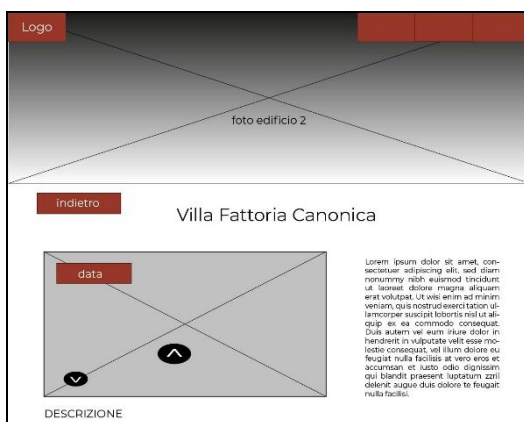 Logo
foto edificio 2
indietro
Villa Fattoria Canonica
data
Lorem ipsum dolor sit amet, con-
sectetuer adipiscing elit, sed diam
nonummy nibh euismod tincidunt
ut laoreet dolore magna aliquam
erat volutpat. Ut wisi enim ad minim
veniam, quis nostrud exerci tation ul-
lamcorper suscipit lobortis nisl ut ali-
quip ex ea commodo consequat.
Duis autem vel eum iriure dolor in
hendrerit in vulputate velit esse mo-
lestie consequat, vel illum dolore eu
feugiat nulla facilisis at vero eros et
accumsan et iusto odio dignissim
qui blandit praesent luptatum zzril
delenit augue duis dolore te feugait
nulla facilisi.
DESCRIZIONE